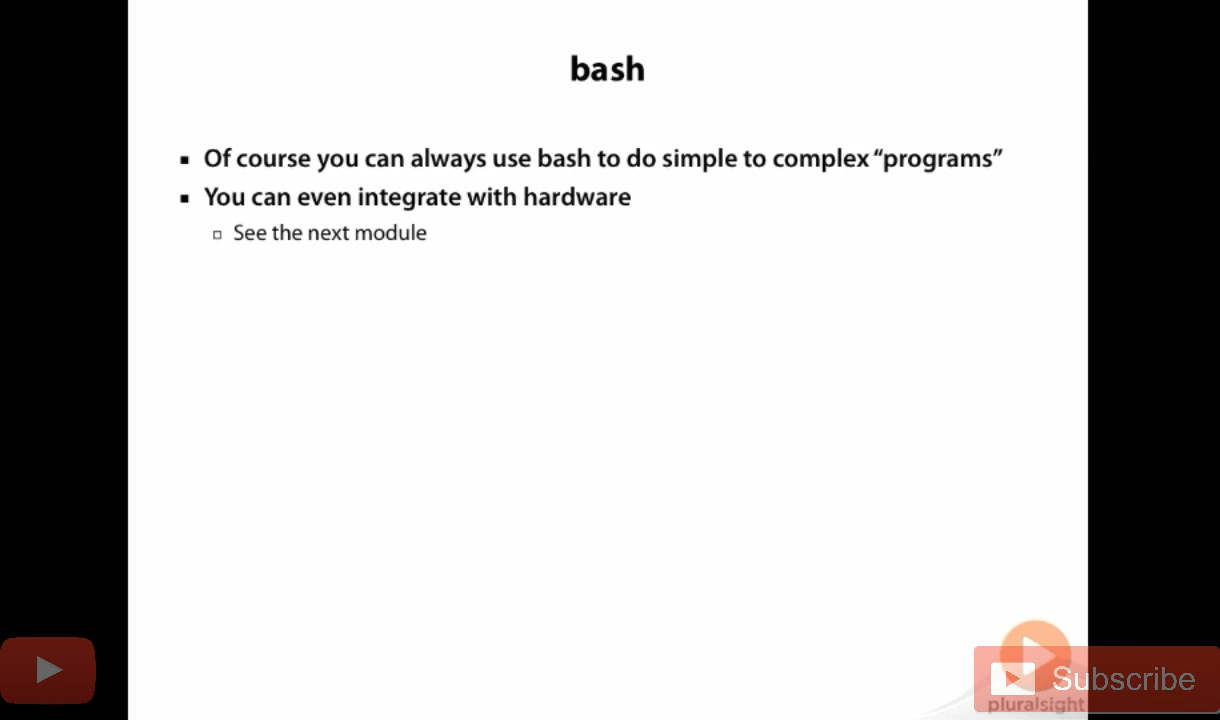 bash
Of course you can always use bash to do simple to complex “programs”
You can even integrate with hardware
See the next module
Subscribe
pluralsight